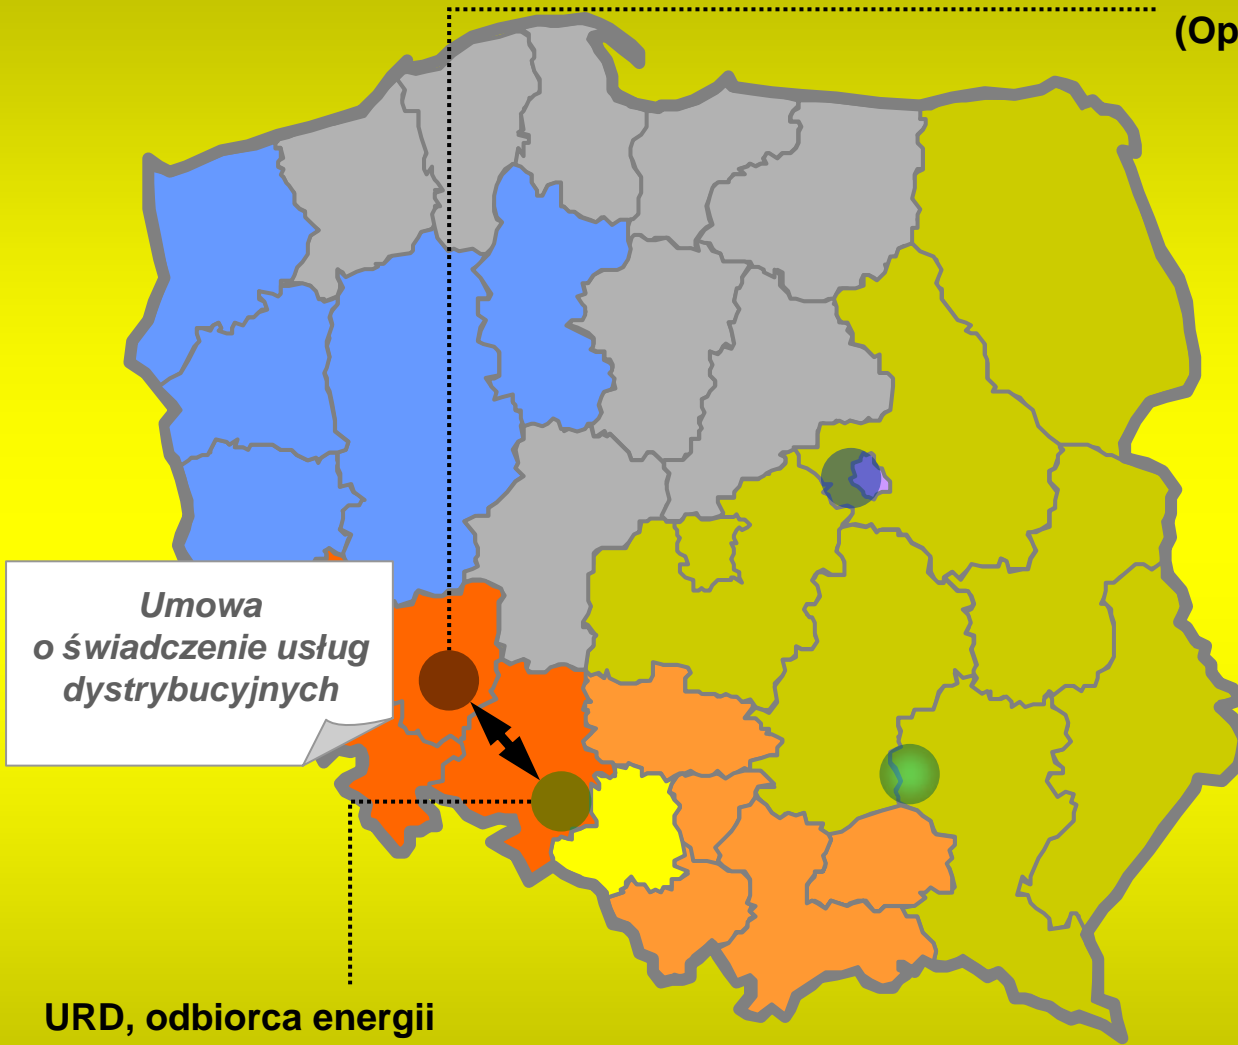 (Op
Umowa
o świadczenie usług
dystrybucyjnych
URD, odbiorca energii